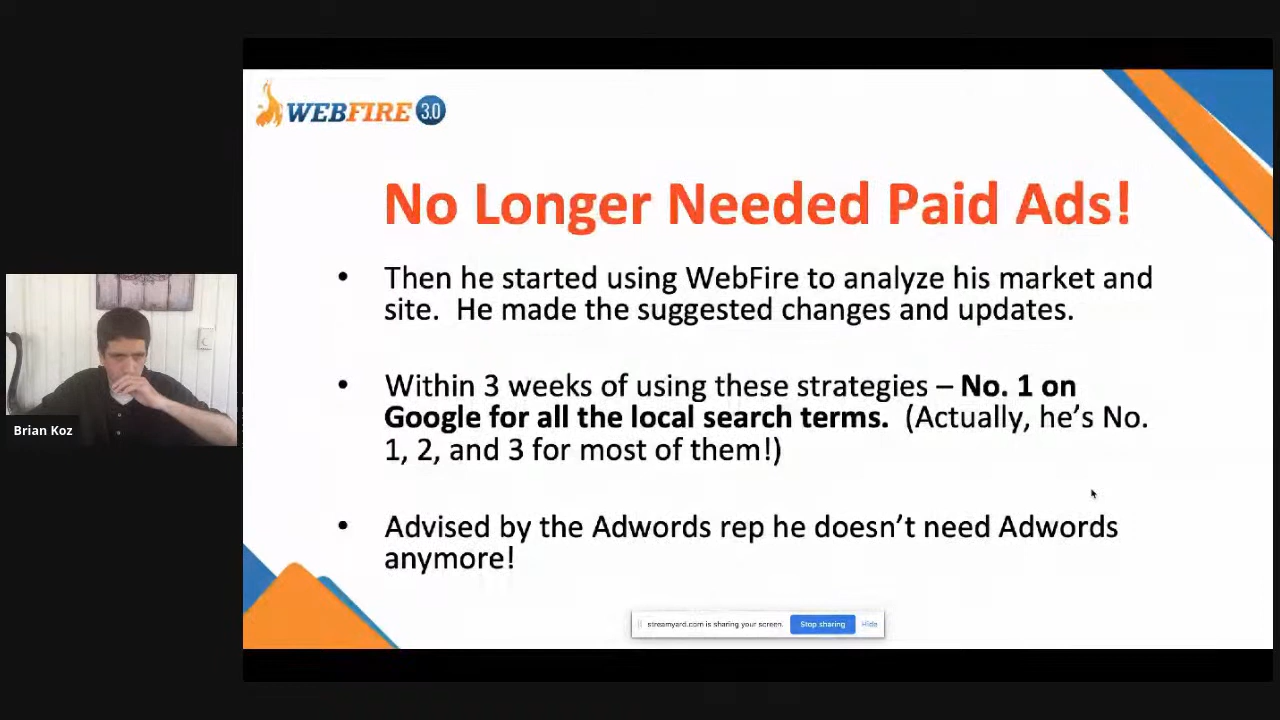 WEBFIRE 3.0
No Longer Needed Paid Ads!
• Then he started using WebFire to analyze his market and
site.  He made the suggested changes and updates.
• Within 3 weeks of using these strategies – No. 1 on
Google for all the local search terms.  (Actually, he’s No.
1, 2, and 3 for most of them!)
• Advised by the Adwords rep he doesn’t need Adwords
anymore!
Brian Koz
streamyard.com is sharing your screen. Stop sharing Hide